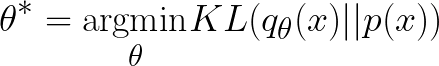 θ* = argmin KL(q_θ(x)||p(x))
θ